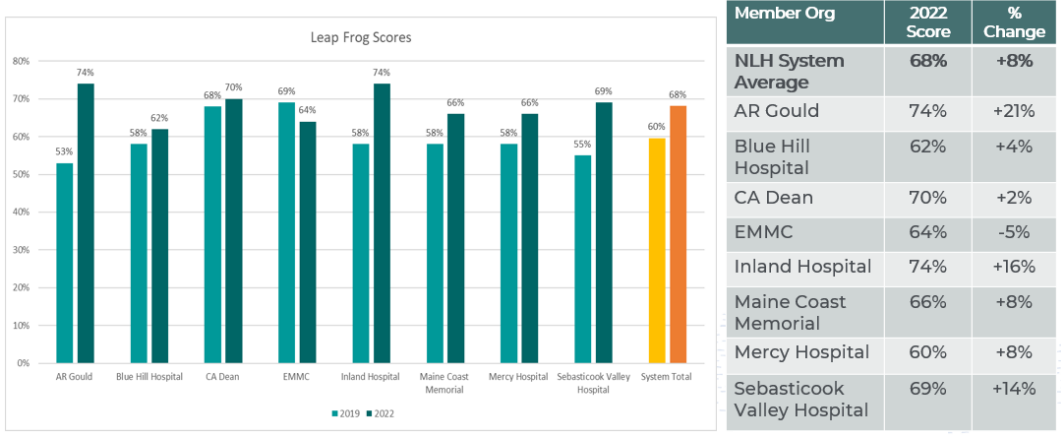 Leap Frog Scores
80%
70%
60%
50%
40%
30%
20%
10%
0%
53% 74%
58% 62%
68% 70%
69% 64%
58% 74%
58% 66%
58% 66%
55% 69%
60% 68%
AR Gould
Blue Hill Hospital
CA Dean
EMMC
Inland Hospital
Maine Coast
Memorial
Mercy Hospital
Sebasticook Valley
Hospital
System Total
2019 2022
Member Org 2022 Score % Change
NLH System
Average 68% +8%
AR Gould 74% +21%
Blue Hill
Hospital 62% +4%
CA Dean 70% +2%
EMMC 64% -5%
Inland Hospital 74% +16%
Maine Coast
Memorial 66% +8%
Mercy Hospital 60% +8%
Sebasticook
Valley Hospital 69% +14%